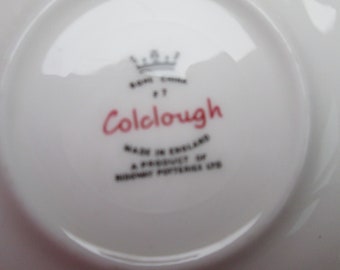 BONE CHINA
Colclough
MADE IN ENGLAND
A PRODUCT OF
RIDGWAY POTTERIES LTD